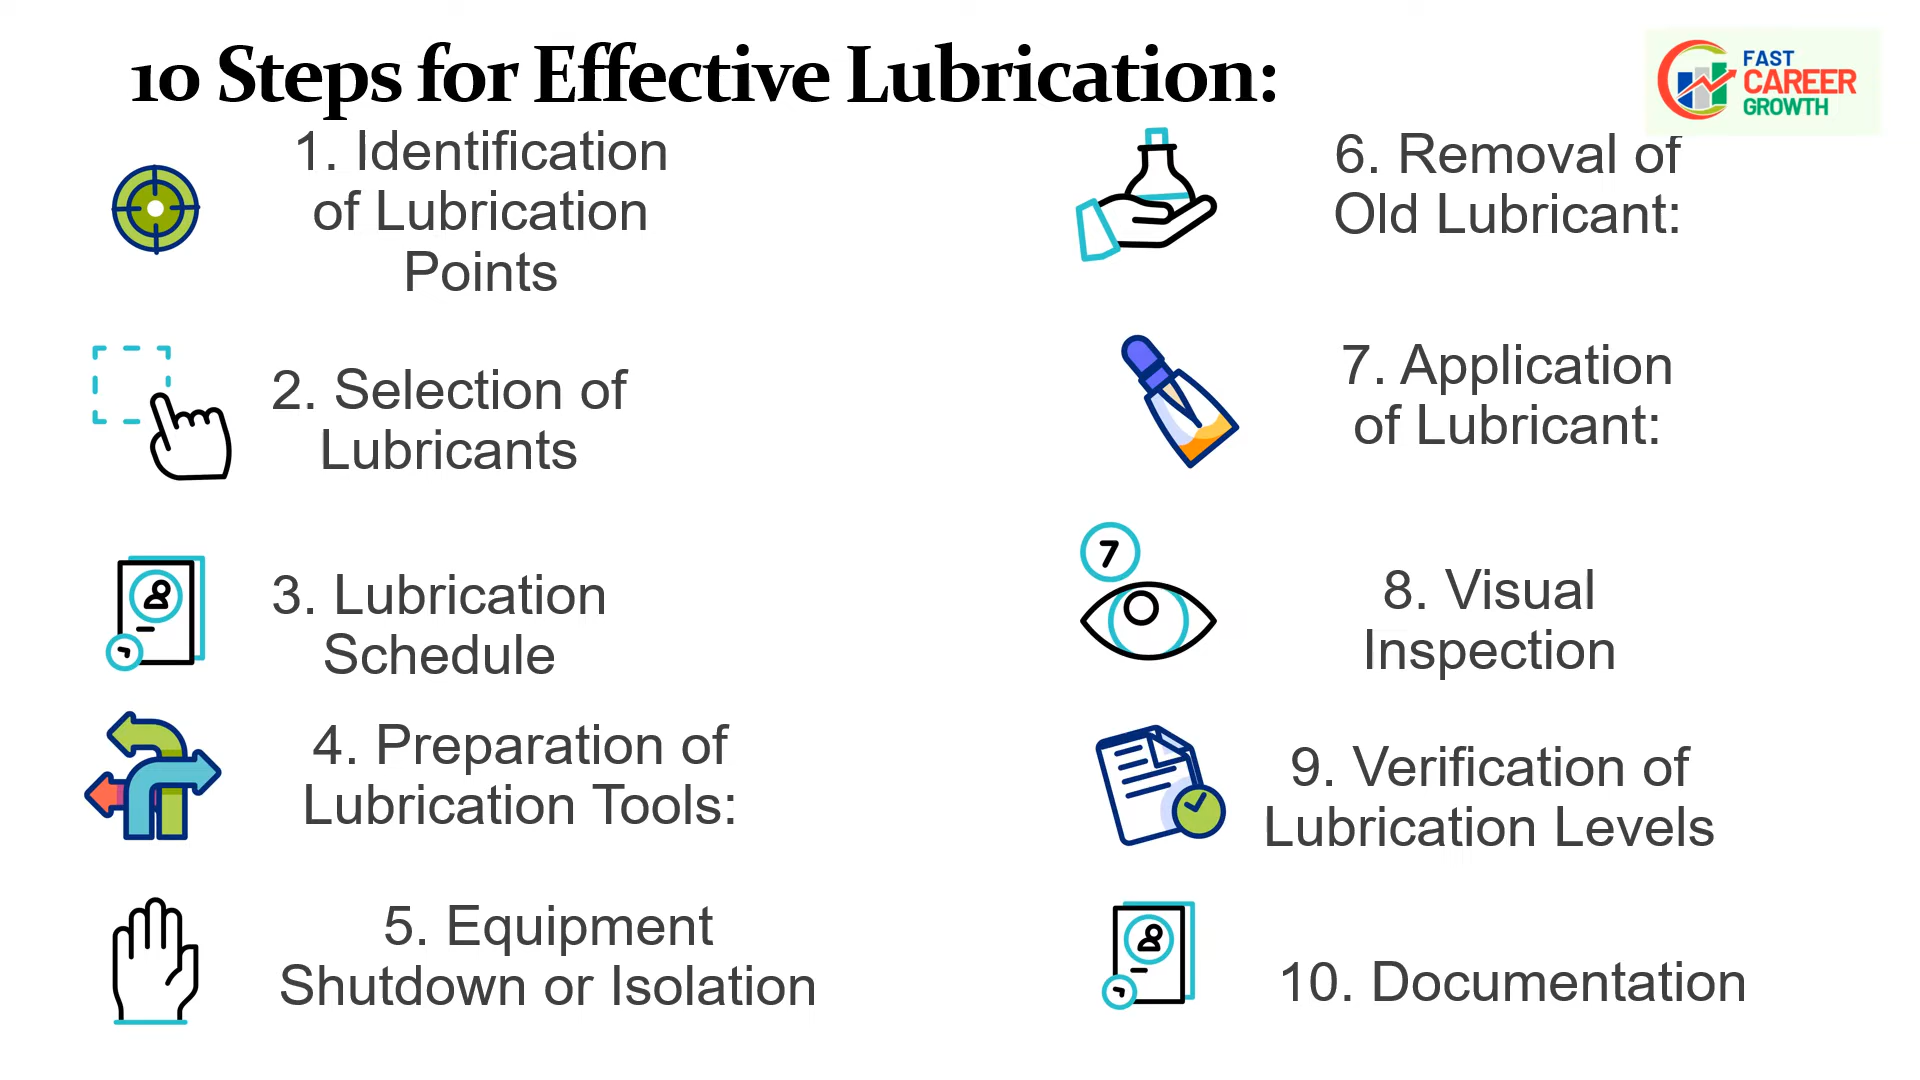 10 Steps for Effective Lubrication:
FAST
CAREER
GROWTH
1. Identification
of Lubrication
Points
2. Selection of
Lubricants
3. Lubrication
Schedule
4. Preparation of
Lubrication Tools:
5. Equipment
Shutdown or Isolation
6. Removal of
Old Lubricant:
7. Application
of Lubricant:
7
8. Visual
Inspection
9. Verification of
Lubrication Levels
10. Documentation